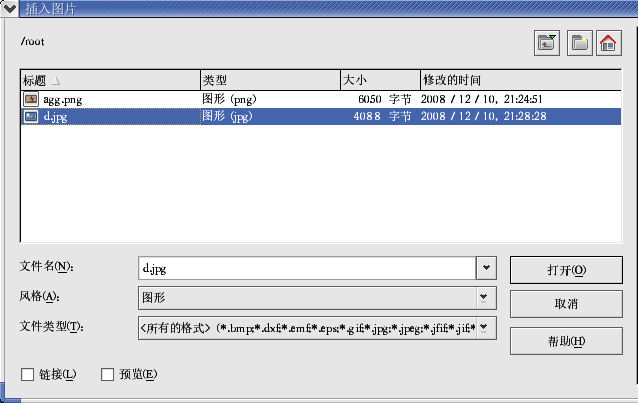 插入图片
/root
标题 类型 大小 修改的时间
agg.png 图形 (png) 6050 字节 2008 / 12 / 10, 21:24:51
d.jpg 图形 (jpg) 4088 字节 2008 / 12 / 10, 21:28:28
文件名(N): d.jpg 打开(O)
风格(A): 图形 取消
文件类型(T): <所有的格式> (*.bmp;*.dxf;*.emf;*.eps;*.gif;*.jpg;*.jpeg;*.jfif;*.jif;* 帮助(H)
链接(L) 预览(E)